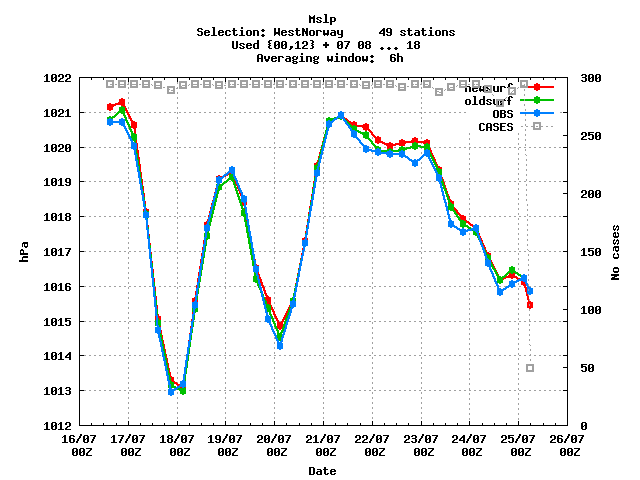 Mslp
Selection: WestNorway     49 stations
Used {00,12} + 07 08 ... 18
Averaging window:  6h
1022
1021
1020
1019
1018
1017
1016
1015
1014
1013
1012
hPa
newsurf
oldsurf
OBS
CASES
300
250
200
150
100
50
0
No cases
16/07 17/07 18/07 19/07 20/07 21/07 22/07 23/07 24/07 25/07 26/07
00Z 00Z 00Z 00Z 00Z 00Z 00Z 00Z 00Z 00Z 00Z
Date